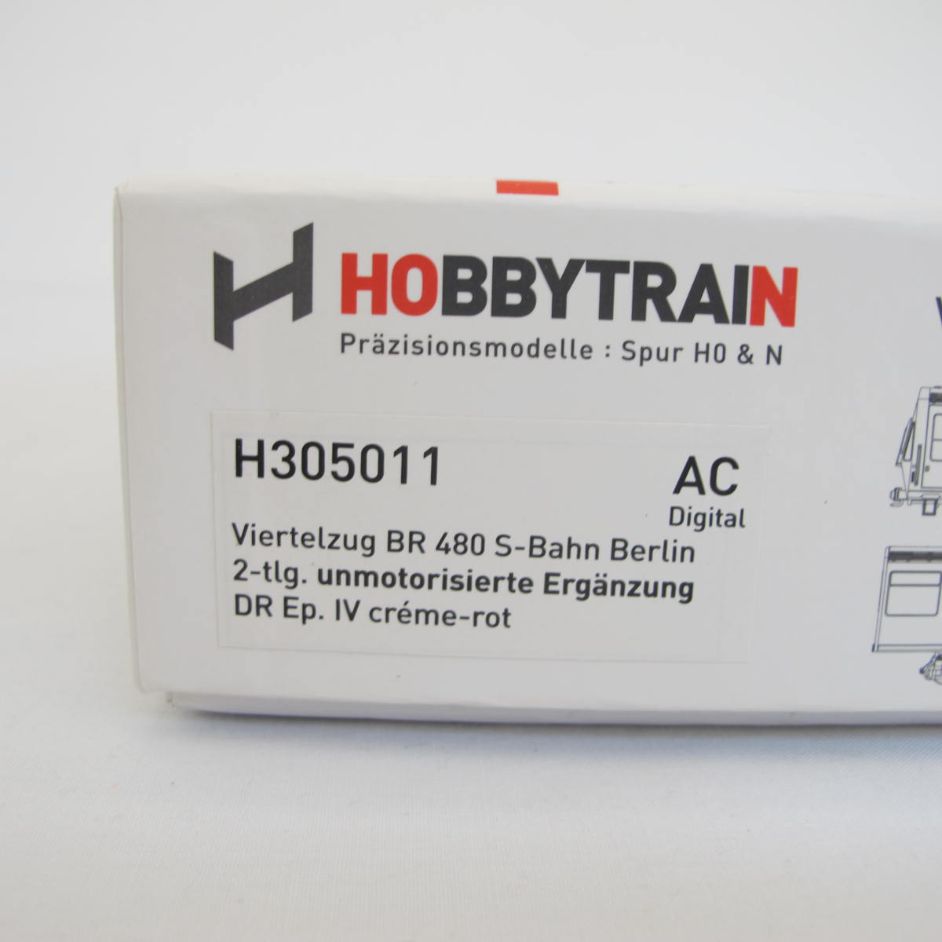 HOBBYTRAIN
Präzisionsmodelle : Spur H0 & N
H305011
AC
Digital
Viertelzug BR 480 S-Bahn Berlin
2-tlg. unmotorisierte Ergänzung
DR Ep. IV créme-rot